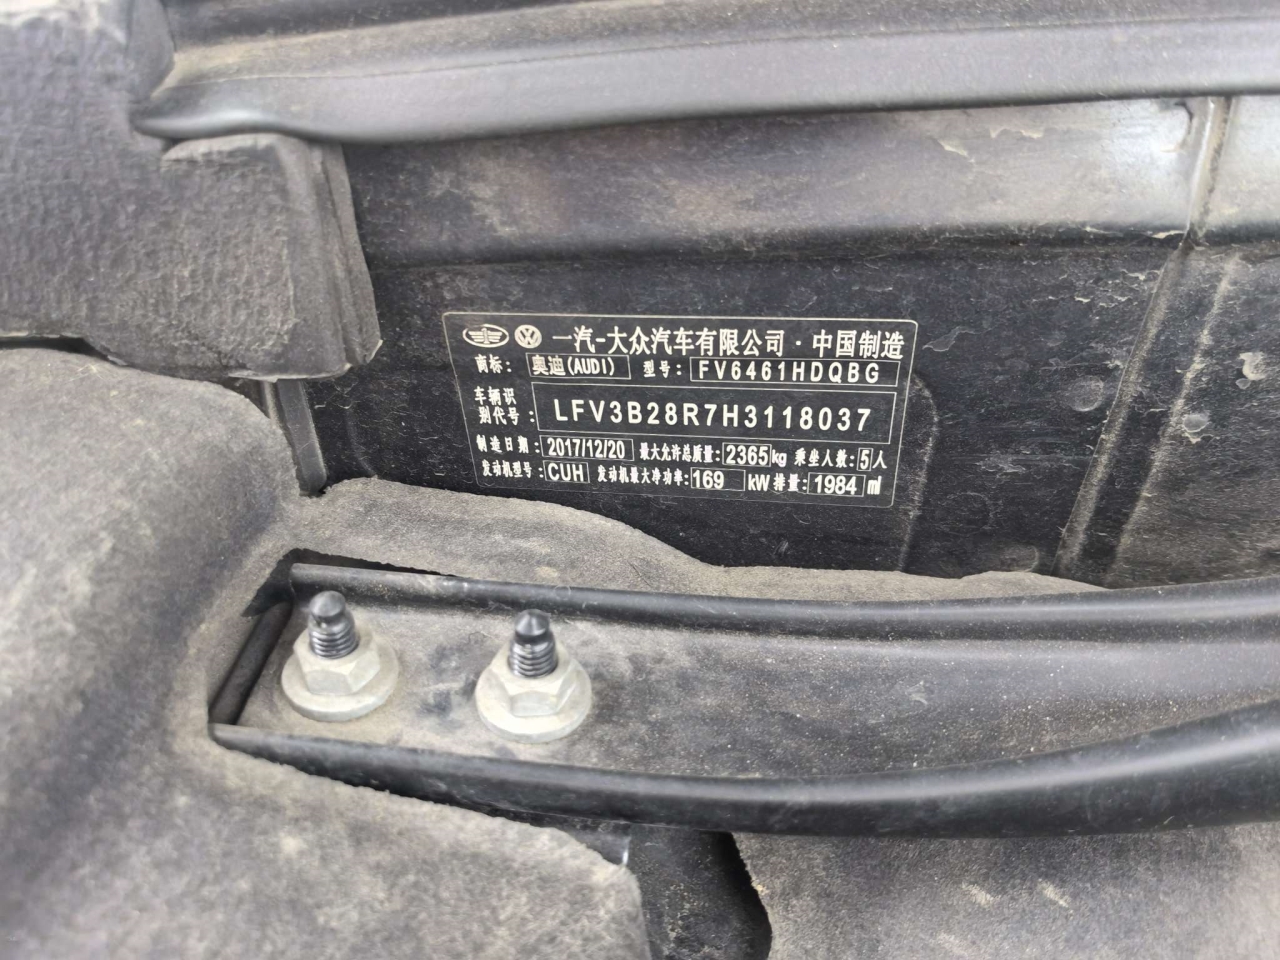 一汽-大众汽车有限公司·中国制造
商标: 奥迪(AUDI) 型号: FV6461HDQBG
车辆识
别代号: LFV3B28R7H3118037
制造日期: 2017/12/20 最大允许总质量: 2365kg 乘坐人数: 5人
发动机型号: CUH 发动机最大净功率: 169 kW 排量: 1984 ml